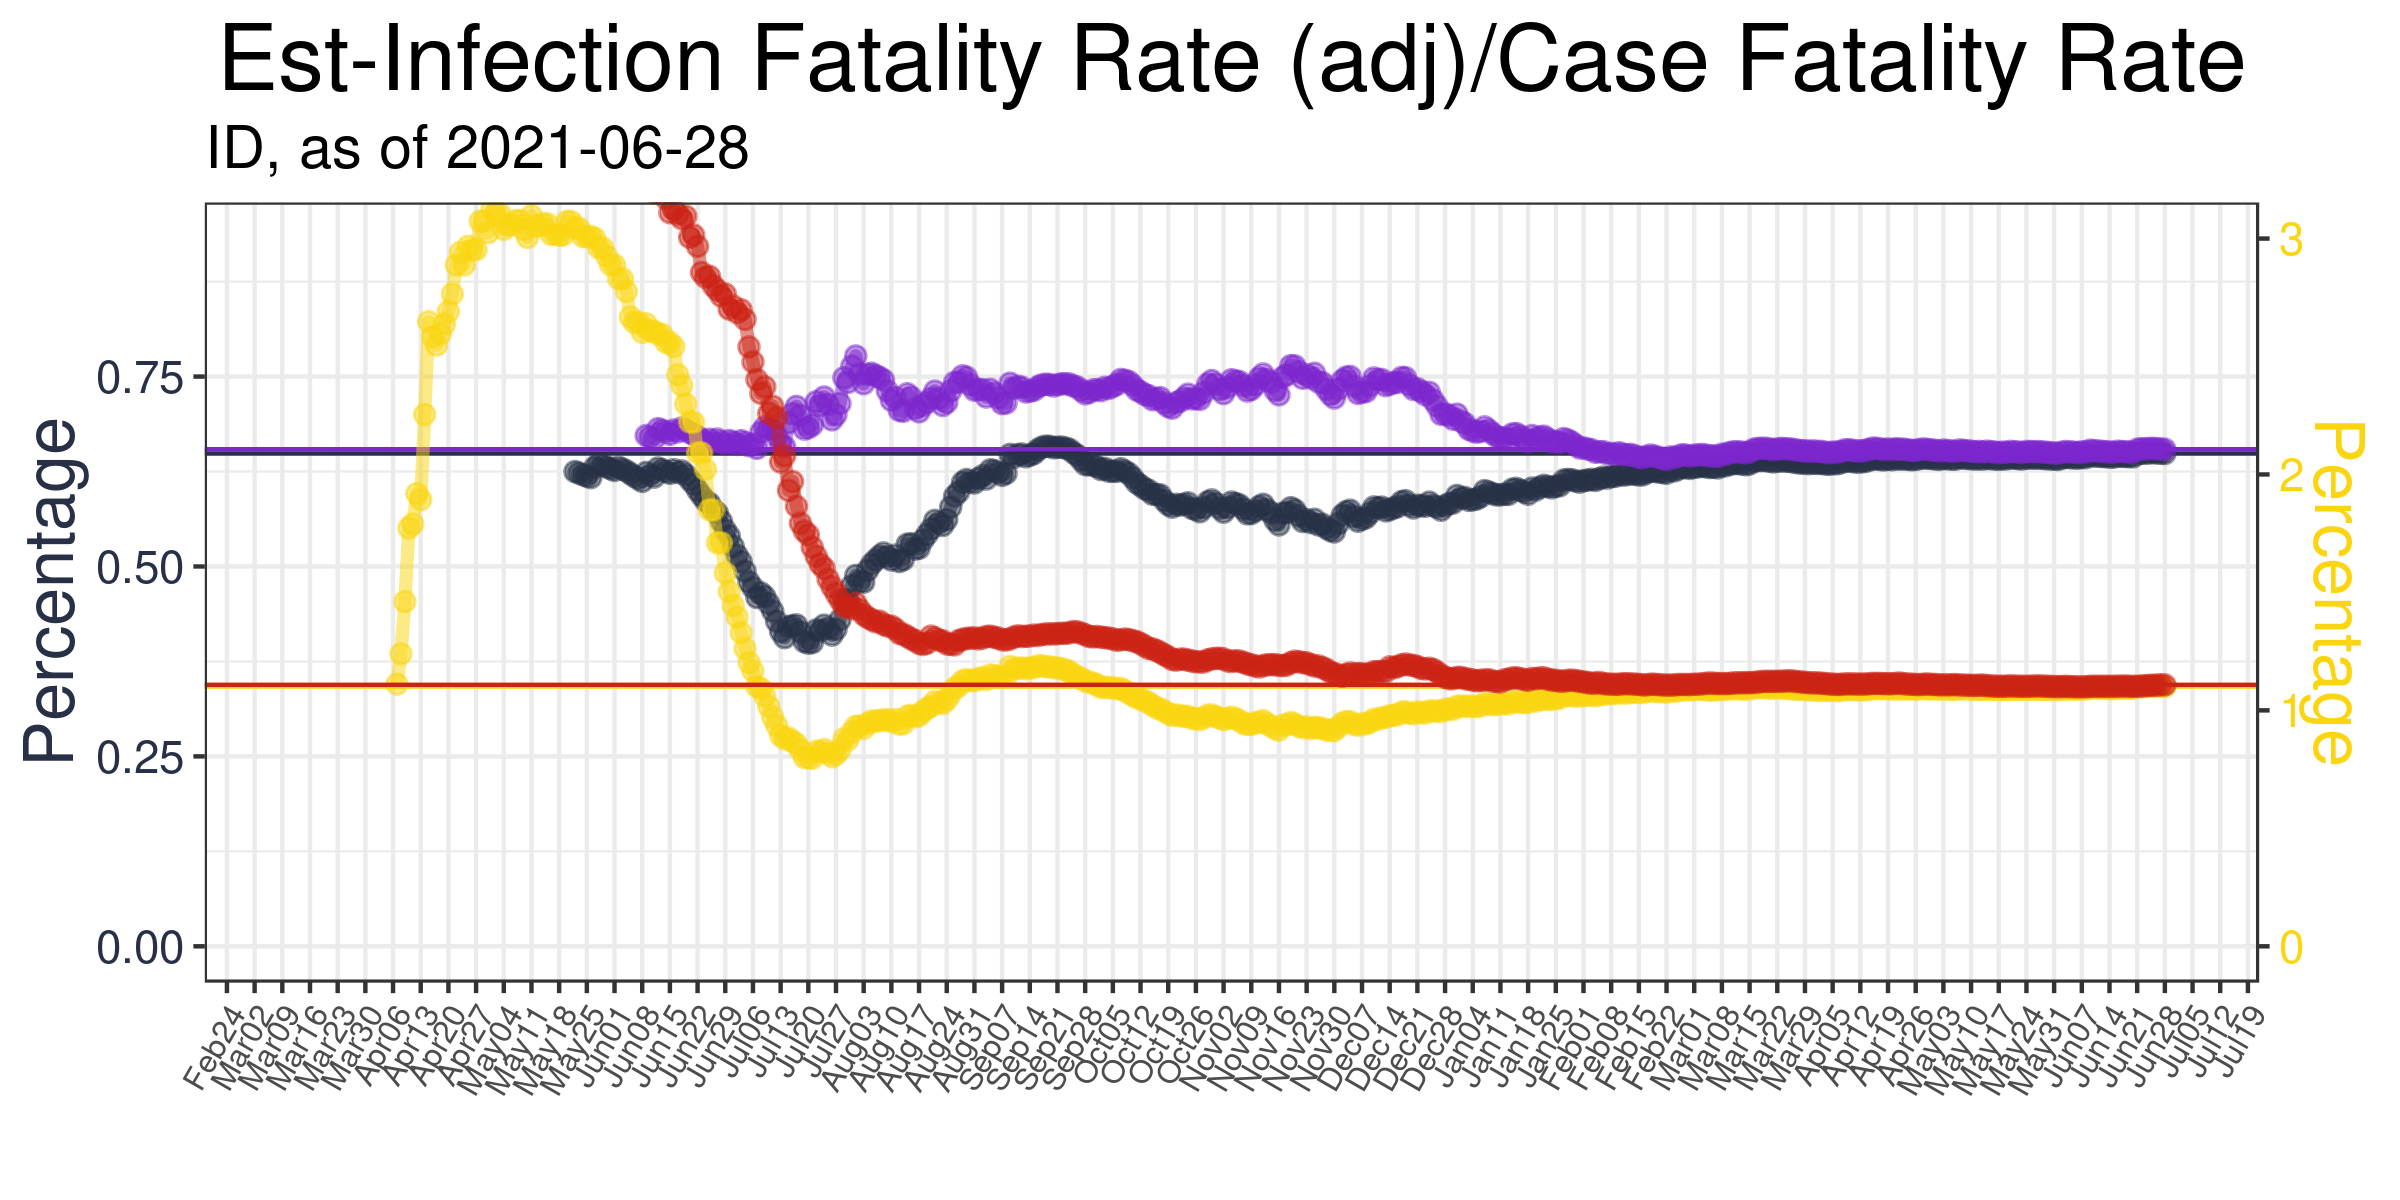 Est-Infection Fatality Rate (adj)/Case Fatality Rate
ID, as of 2021-06-28
Percentage
0.75
0.50
0.25
0.00
3
2
1
0
Percentage
Feb24
Mar02
Mar09
Mar16
Mar23
Mar30
Apr06
Apr13
Apr20
Apr27
May04
May11
May18
May25
Jun01
Jun08
Jun15
Jun22
Jun29
Jul06
Jul13
Jul20
Jul27
Aug03
Aug10
Aug17
Aug24
Aug31
Sep07
Sep14
Sep21
Sep28
Oct05
Oct12
Oct19
Oct26
Nov02
Nov09
Nov16
Nov23
Nov30
Dec07
Dec14
Dec21
Dec28
Jan04
Jan11
Jan18
Jan25
Feb01
Feb08
Feb15
Feb22
Mar01
Mar08
Mar15
Mar22
Mar29
Apr05
Apr12
Apr19
Apr26
May03
May10
May17
May24
May31
Jun07
Jun14
Jun21
Jun28
Jul05
Jul12
Jul19